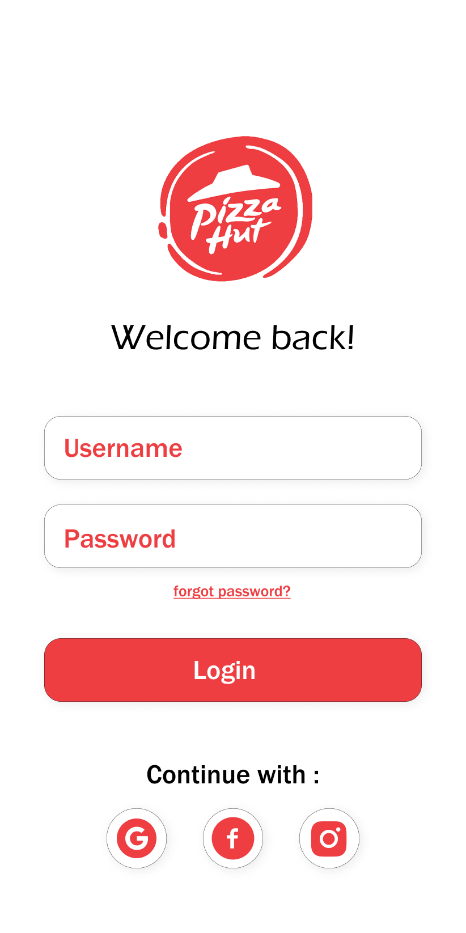 Pizza
Hut
Welcome back!
Username
Password
forgot password?
Login
Continue with :
G
f